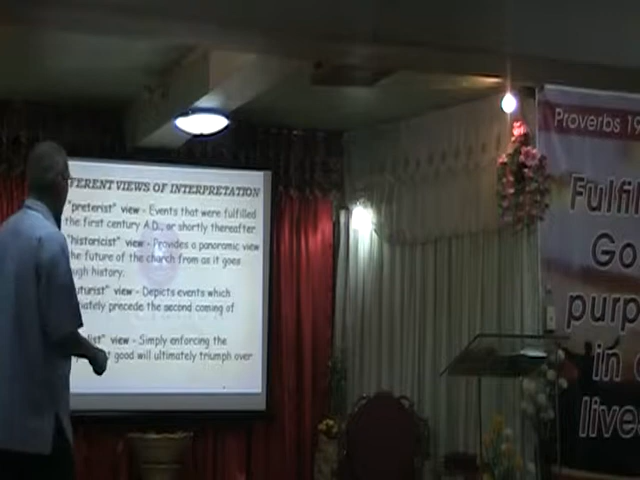 FERENT VIEWS OF INTERPRETATION
"preterist" view - Events that were fulfilled
the first century A.D., or shortly thereafter
"historicist" view - Provides a panoramic view
he future of the church from as it goes
ugh history.
uturist" view - Depicts events which
ately precede the second coming of
list" view - Simply enforcing the
t good will ultimately triumph over
Proverbs 19
Fulfil
Go
purp
in
live